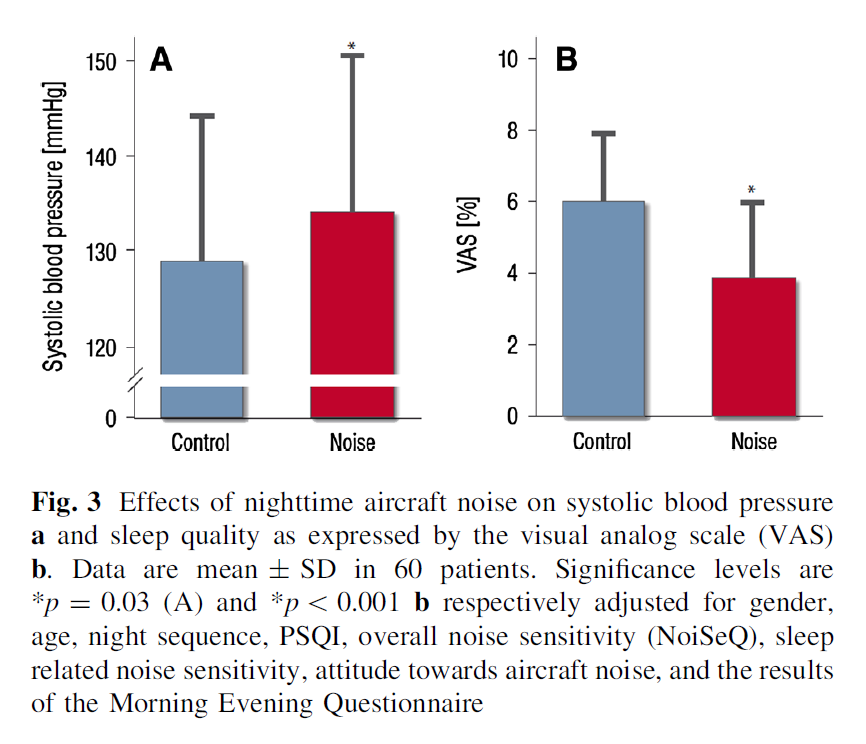 A
Systolic blood pressure [mmHg]
150
140
130
120
0
*
Control
Noise
B
VAS [%]
10
8
6
4
2
0
*
Control
Noise
Fig. 3 Effects of nighttime aircraft noise on systolic blood pressure
a and sleep quality as expressed by the visual analog scale (VAS)
b. Data are mean ± SD in 60 patients. Significance levels are
*p = 0.03 (A) and *p < 0.001 b respectively adjusted for gender,
age, night sequence, PSQI, overall noise sensitivity (NoiSeQ), sleep
related noise sensitivity, attitude towards aircraft noise, and the results
of the Morning Evening Questionnaire